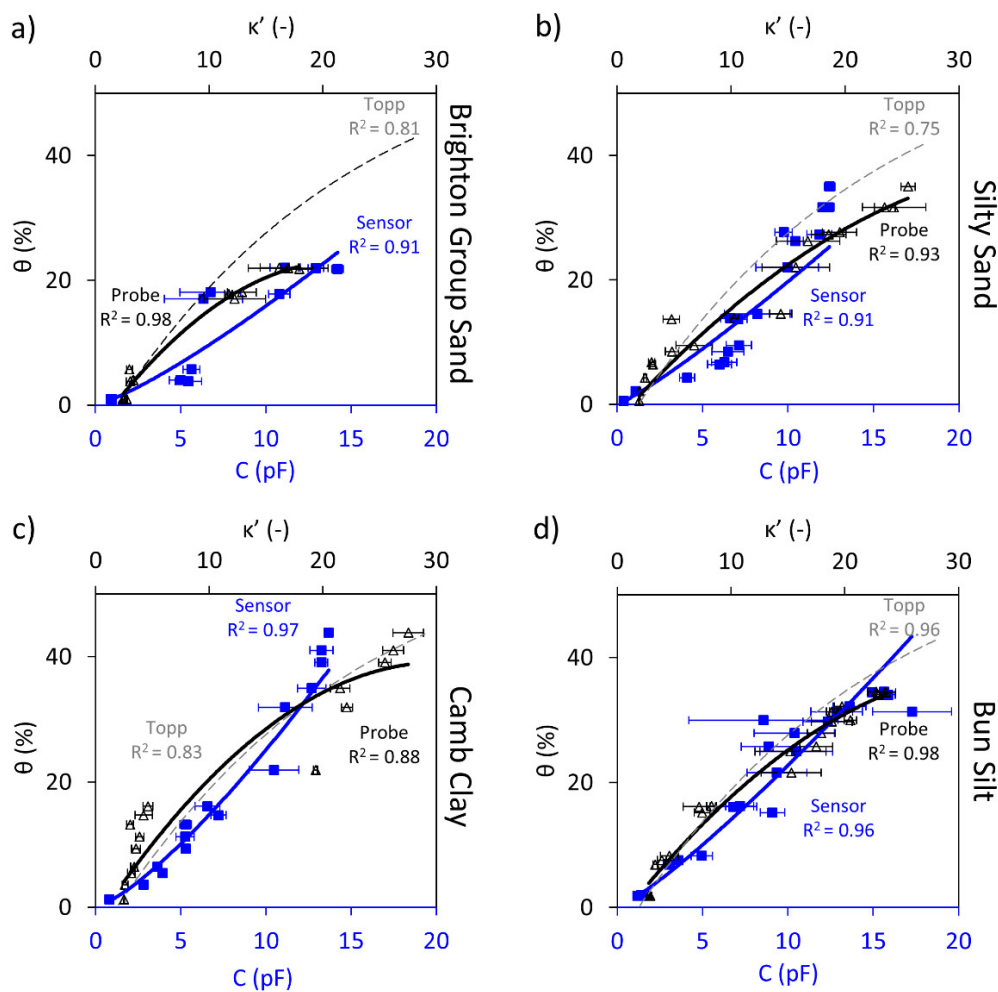 a)
κ' (-)
0
10
20
30
θ (%)
40
20
0
Topp
R² = 0.81
Sensor
R² = 0.91
Probe
R² = 0.98
Brighton Group Sand
0
5
10
15
20
C (pF)
b)
κ' (-)
0
10
20
30
θ (%)
40
20
0
Topp
R² = 0.75
Probe
R² = 0.93
Sensor
R² = 0.91
Silty Sand
0
5
10
15
20
C (pF)
c)
κ' (-)
0
10
20
30
θ (%)
40
20
0
Sensor
R² = 0.97
Topp
R² = 0.83
Probe
R² = 0.88
Camb Clay
0
5
10
15
20
C (pF)
d)
κ' (-)
0
10
20
30
θ (%)
40
20
0
Topp
R² = 0.96
Probe
R² = 0.98
Sensor
R² = 0.96
Bun Silt
0
5
10
15
20
C (pF)